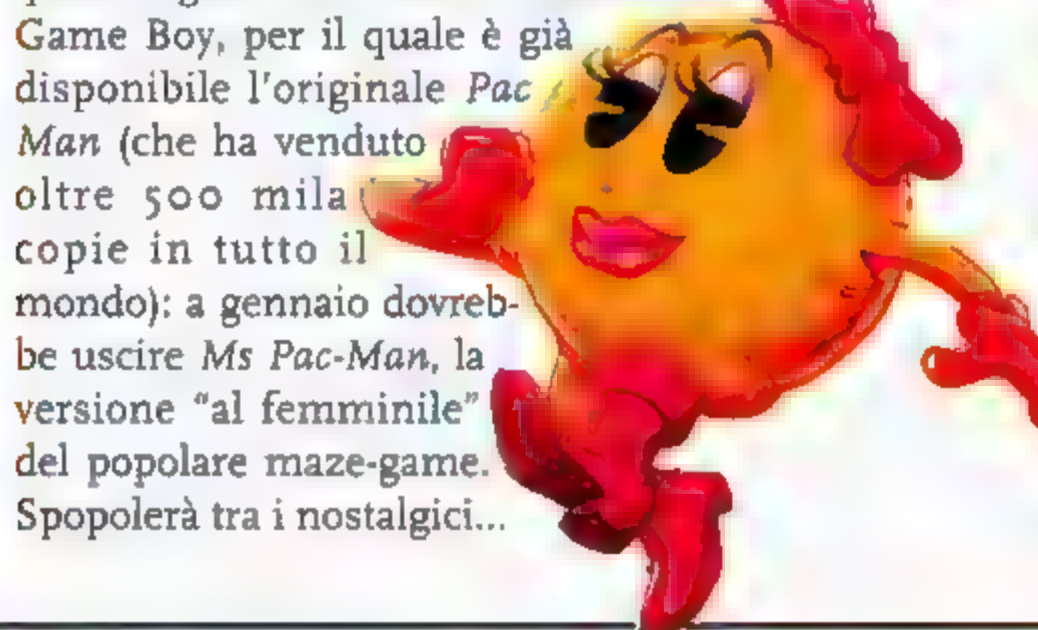 Game Boy, per il quale è già
disponibile l'originale Pac
Man (che ha venduto
oltre 500 mila
copie in tutto il
mondo): a gennaio dovreb-
be uscire Ms Pac-Man, la
versione "al femminile"
del popolare maze-game.
Spopolerà tra i nostalgici...